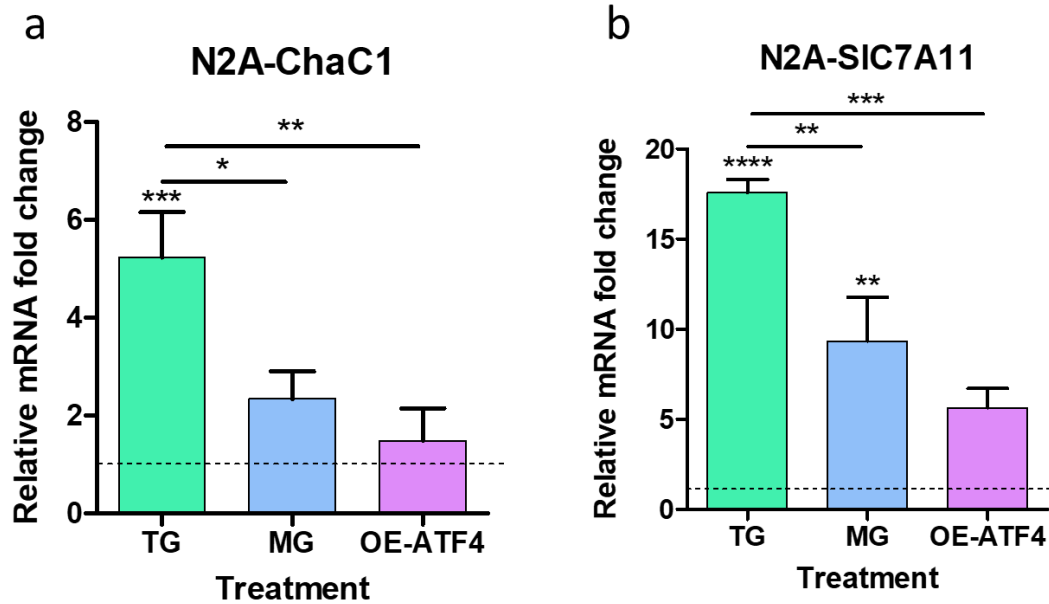 a
N2A-ChaC1
Relative mRNA fold change
8
6
4
2
0
**
*
***
TG MG OE-ATF4
Treatment
b
N2A-SlC7A11
Relative mRNA fold change
20
15
10
5
0
***
**
****
**
TG MG OE-ATF4
Treatment